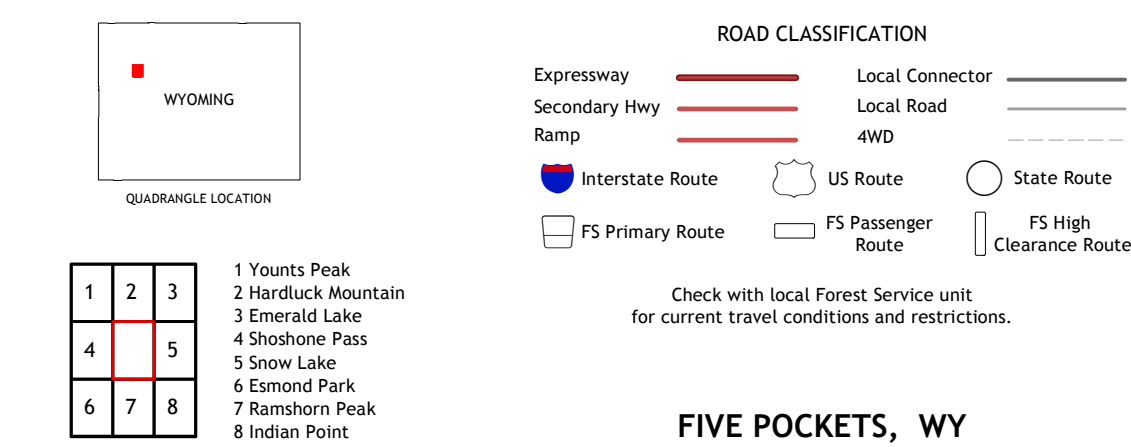 WYOMING
QUADRANGLE LOCATION
1 2 3
4 5
6 7 8
1 Younts Peak
2 Hardluck Mountain
3 Emerald Lake
4 Shoshone Pass
5 Snow Lake
6 Esmond Park
7 Ramshorn Peak
8 Indian Point
ROAD CLASSIFICATION
Expressway
Local Connector
Secondary Hwy
Local Road
Ramp
4WD
Interstate Route
US Route
State Route
FS Primary Route
FS Passenger
Route
FS High
Clearance Route
Check with local Forest Service unit
for current travel conditions and restrictions.
FIVE POCKETS, WY